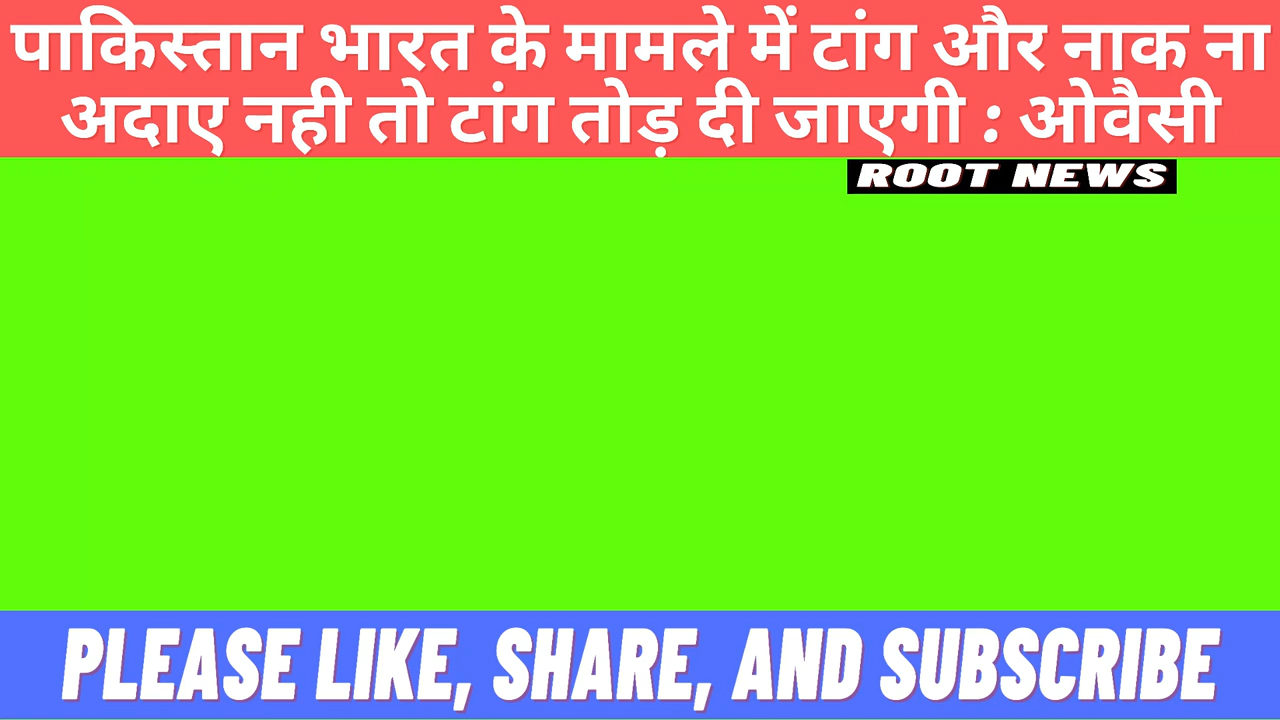 पाकिस्तान भारत के मामले में टांग और नाक ना
अदाए नही तो टांग तोड़ दी जाएगी : ओवैसी
ROOT NEWS
PLEASE LIKE, SHARE, AND SUBSCRIBE